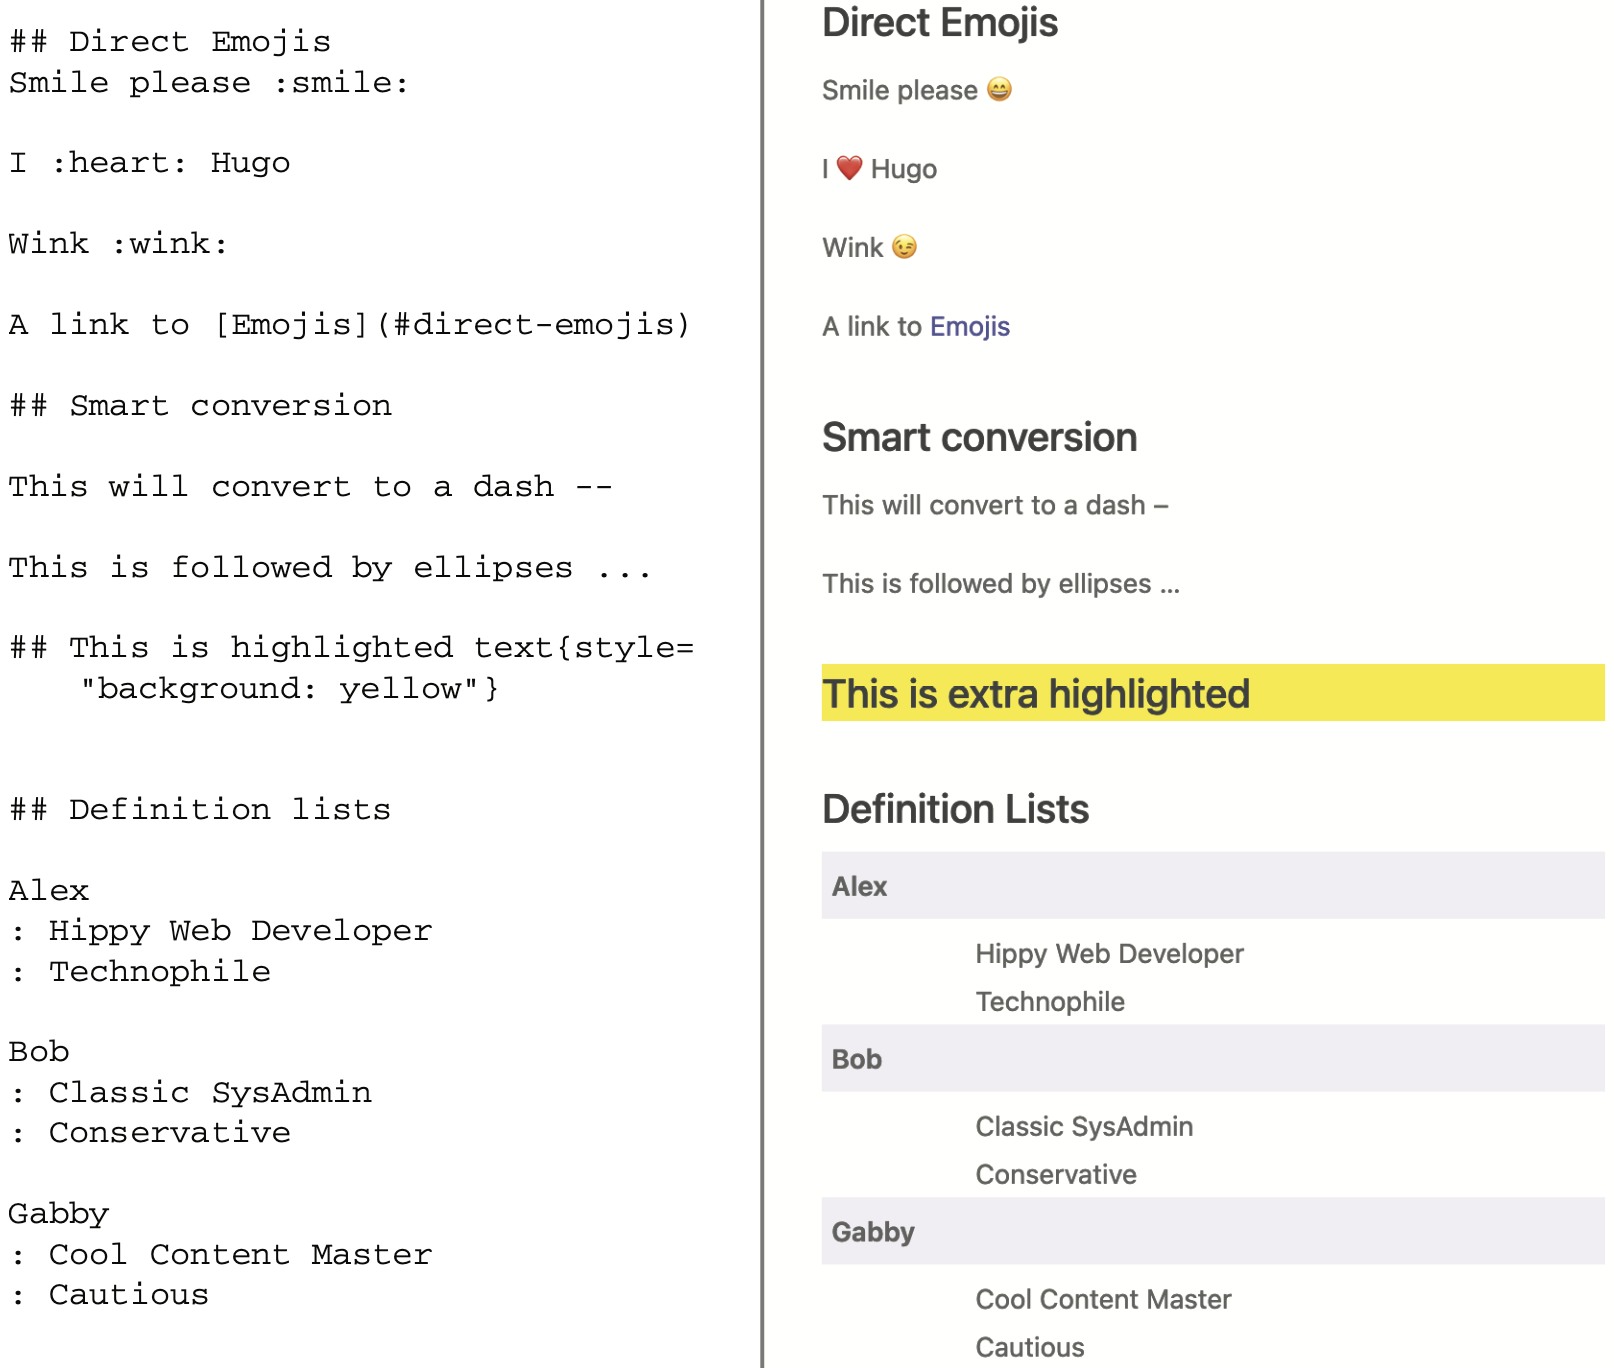 ## Direct Emojis
Smile please :smile:
I :heart: Hugo
Wink :wink:
A link to [Emojis](#direct-emojis)
## Smart conversion
This will convert to a dash --
This is followed by ellipses ...
## This is highlighted text{style=
"background: yellow"}
## Definition lists
Alex
: Hippy Web Developer
: Technophile
Bob
: Classic SysAdmin
: Conservative
Gabby
: Cool Content Master
: Cautious
Direct Emojis
Smile please 😄
I ❤️ Hugo
Wink 😉
A link to Emojis
Smart conversion
This will convert to a dash –
This is followed by ellipses …
This is extra highlighted
Definition Lists
Alex
Hippy Web Developer
Technophile
Bob
Classic SysAdmin
Conservative
Gabby
Cool Content Master
Cautious